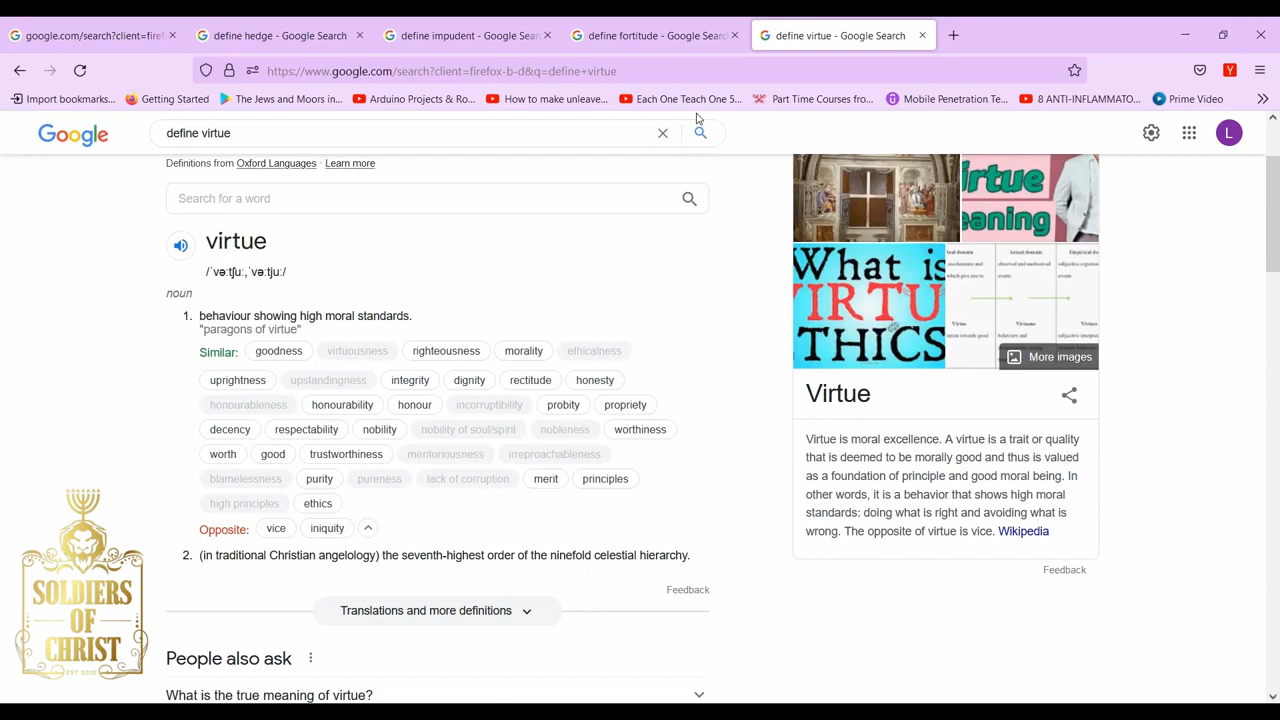 google.com/search?client=firef
define hedge - Google Search
define impudent - Google Sear
define fortitude - Google Searc
define virtue - Google Search
https://www.google.com/search?client=firefox-b-d&q=define+virtue
Import bookmarks...
Getting Started
The Jews and Moors in...
Arduino Projects & Ro...
How to make unleave...
Each One Teach One 5...
Part Time Courses fro...
Mobile Penetration Te...
8 ANTI-INFLAMMATO...
Prime Video
Google
define virtue
L
Definitions from Oxford Languages · Learn more
Search for a word
virtue
/ˈvəːtʃuː,ˈvəːtjuː/
noun
1. behaviour showing high moral standards.
"paragons of virtue"
Similar: goodness virtuousness righteousness morality ethicalness
uprightness upstandingness integrity dignity rectitude honesty
honourableness honourability honour incorruptibility probity propriety
decency respectability nobility nobility of soul/spirit nobleness worthiness
worth good trustworthiness meritoriousness irreproachableness
blamelessness purity pureness lack of corruption merit principles
high principles ethics
Opposite: vice iniquity
2. (in traditional Christian angelology) the seventh-highest order of the ninefold celestial hierarchy.
Feedback
Translations and more definitions
People also ask
What is the true meaning of virtue?
irtue
eaning
What is
VIRTU
THICS
More images
Virtue
Virtue is moral excellence. A virtue is a trait or quality
that is deemed to be morally good and thus is valued
as a foundation of principle and good moral being. In
other words, it is a behavior that shows high moral
standards: doing what is right and avoiding what is
wrong. The opposite of virtue is vice. Wikipedia
Feedback
SOLDIERS
OF
CHRIST